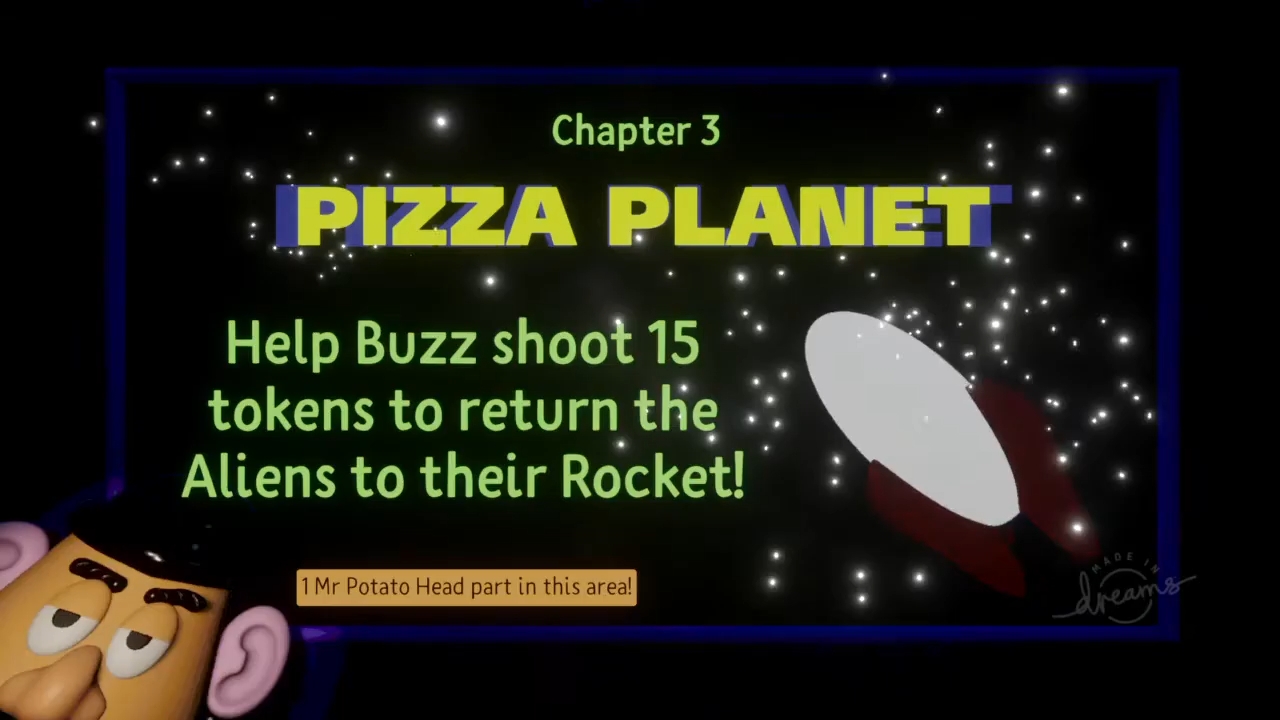 Chapter 3
PIZZA PLANET
Help Buzz shoot 15
tokens to return the
Aliens to their Rocket!
1 Mr Potato Head part in this area!
MADE IN
dreams